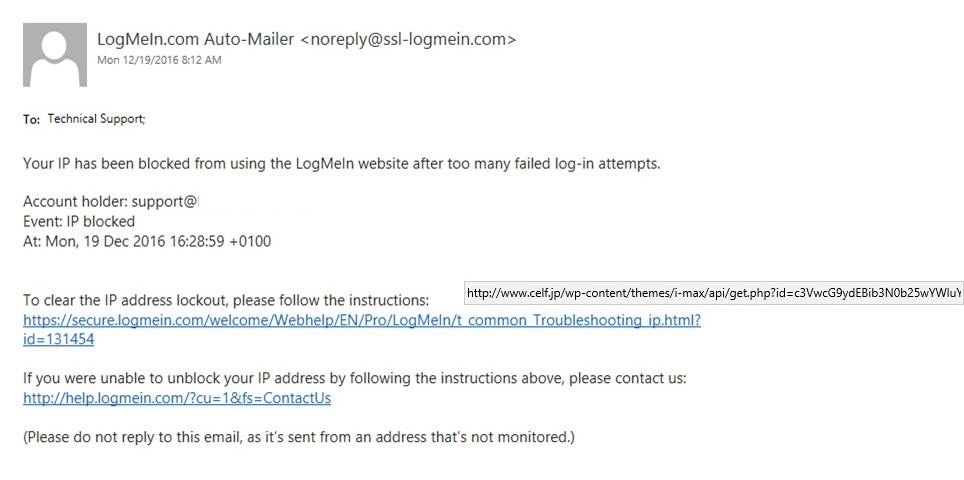 LogMeIn.com Auto-Mailer <noreply@ssl-logmein.com>
Mon 12/19/2016 8:12 AM
To: Technical Support;
Your IP has been blocked from using the LogMeIn website after too many failed log-in attempts.
Account holder: support@
Event: IP blocked
At: Mon, 19 Dec 2016 16:28:59 +0100
http://www.celf.jp/wp-content/themes/i-max/api/get.php?id=c3VwcG9ydEBib3N0b25wYWluY
To clear the IP address lockout, please follow the instructions:
https://secure.logmein.com/welcome/Webhelp/EN/Pro/LogMeIn/t_common_Troubleshooting_ip.html?
id=131454
If you were unable to unblock your IP address by following the instructions above, please contact us:
http://help.logmein.com/?cu=1&fs=ContactUs
(Please do not reply to this email, as it's sent from an address that's not monitored.)